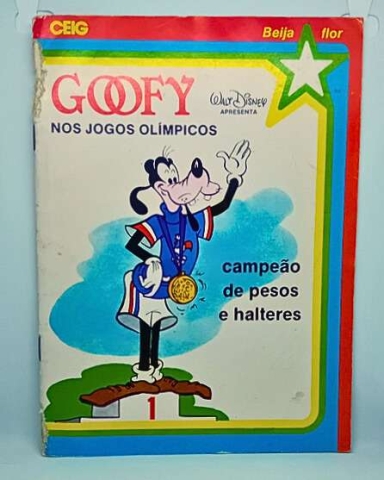 CEIG
Beija flor
GOOFY
WALT DISNEY
APRESENTA
NOS JOGOS OLÍMPICOS
campeão
de pesos
e halteres
1